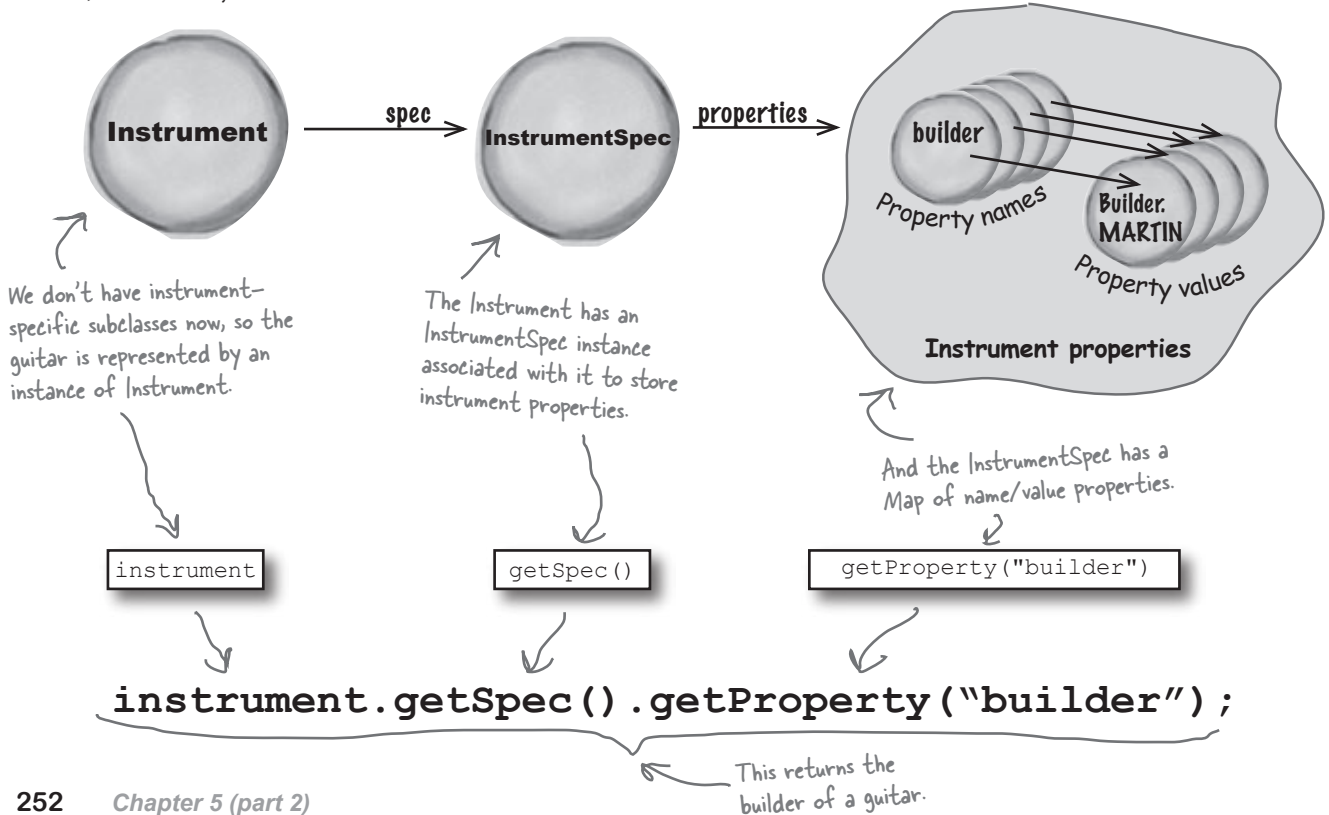 Instrument
spec
InstrumentSpec
properties
builder
Property names
Builder.
MARTIN
Property values
Instrument properties
We don't have instrument-
specific subclasses now, so the
guitar is represented by an
instance of Instrument.
The Instrument has an
InstrumentSpec instance
associated with it to store
instrument properties.
And the InstrumentSpec has a
Map of name/value properties.
instrument
getSpec()
getProperty("builder")
instrument.getSpec().getProperty(“builder”);
This returns the
builder of a guitar.
252 Chapter 5 (part 2)